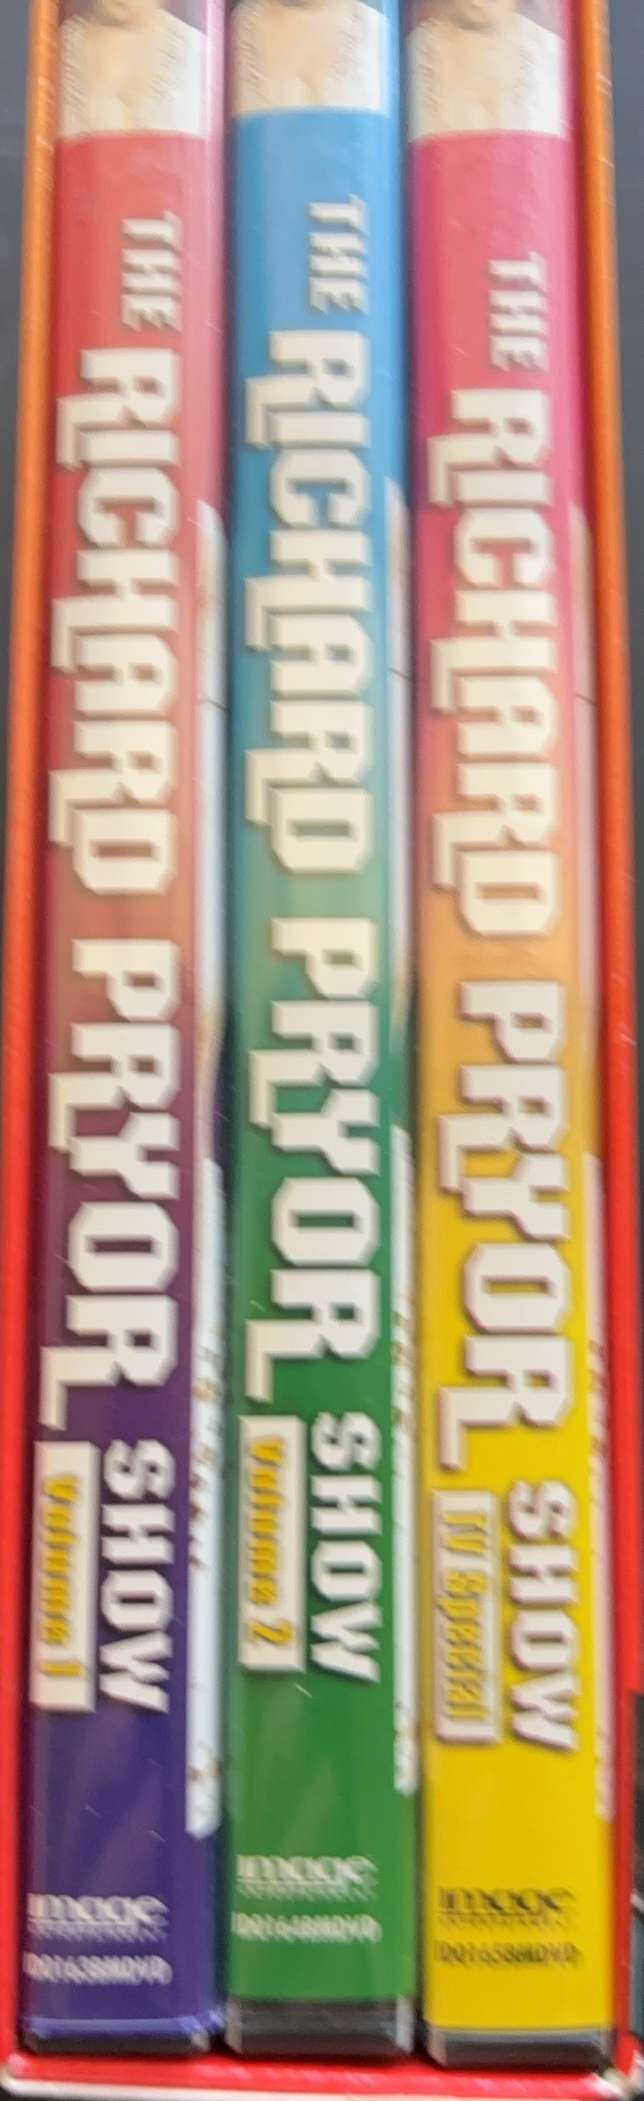 THE
RICHARD PRYOR
SHOW
Volume 1
image
THE
RICHARD PRYOR
SHOW
Volume 2
image
THE
RICHARD PRYOR
SHOW
TV Special
image